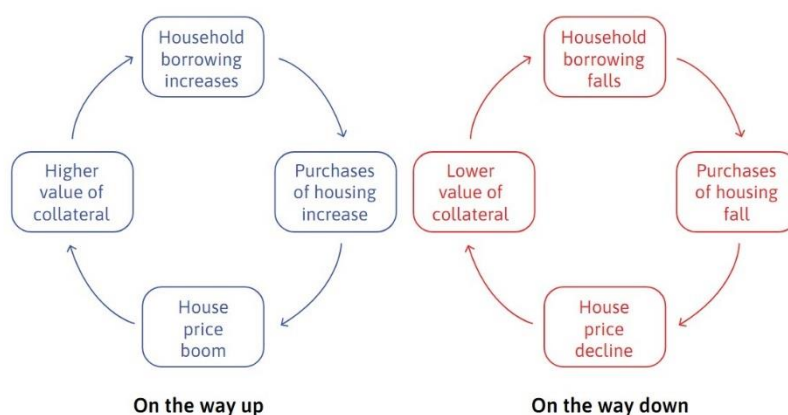 Household
borrowing
increases
Purchases
of housing
increase
House
price
boom
Higher
value of
collateral
On the way up
Household
borrowing
falls
Purchases
of housing
fall
House
price
decline
Lower
value of
collateral
On the way down